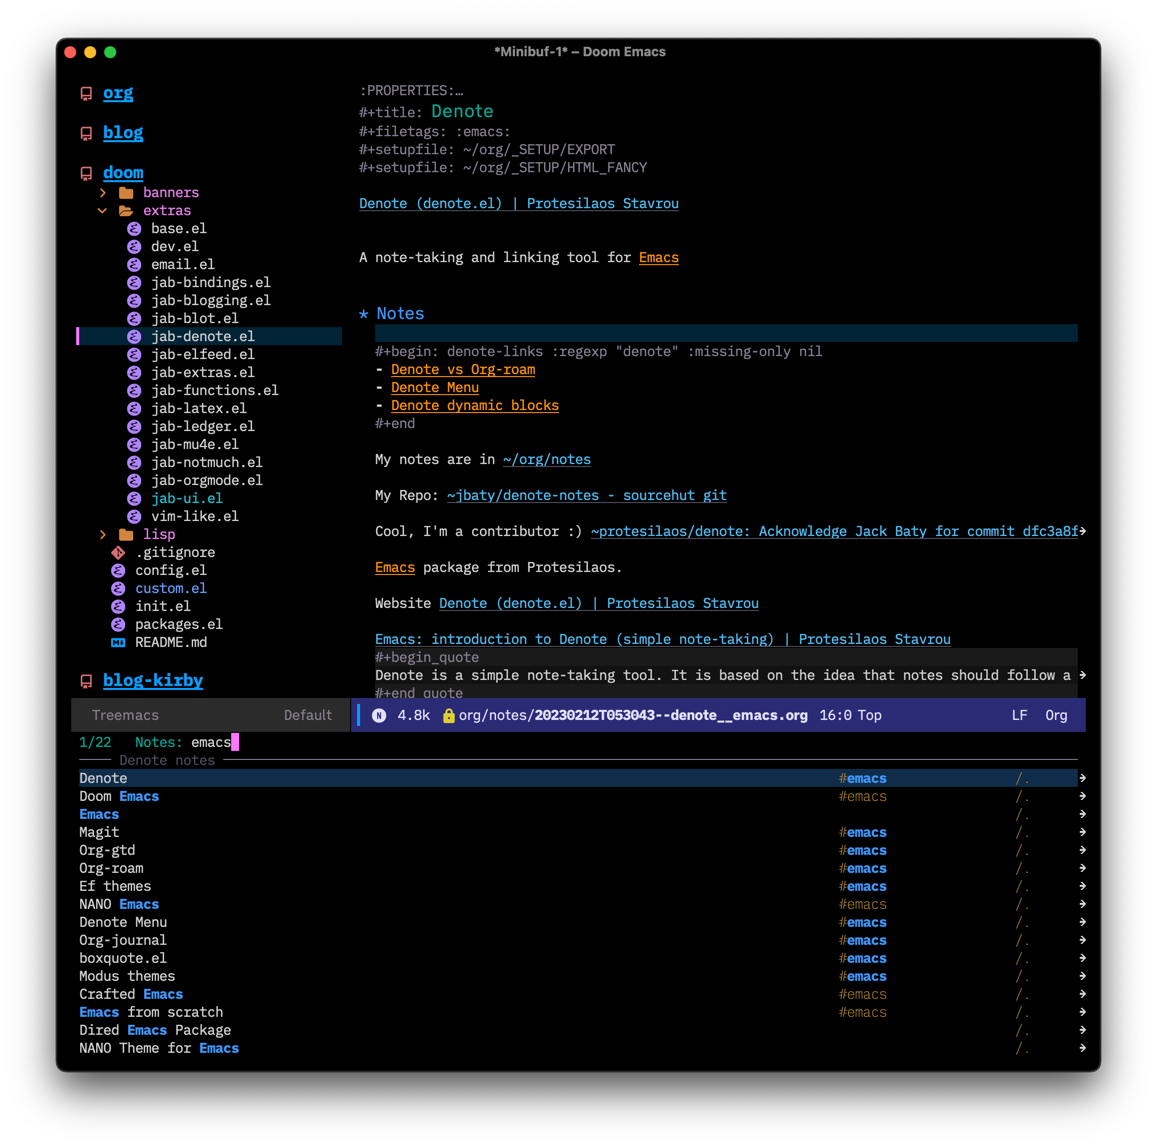 *Minibuf-1* – Doom Emacs
org
blog
doom
banners
extras
base.el
dev.el
email.el
jab-bindings.el
jab-blogging.el
jab-blot.el
jab-denote.el
jab-elfeed.el
jab-extras.el
jab-functions.el
jab-latex.el
jab-ledger.el
jab-mu4e.el
jab-notmuch.el
jab-orgmode.el
jab-ui.el
vim-like.el
lisp
.gitignore
config.el
custom.el
init.el
packages.el
README.md
blog-kirby
Treemacs Default
:PROPERTIES:…
#+title: Denote
#+filetags: :emacs:
#+setupfile: ~/org/_SETUP/EXPORT
#+setupfile: ~/org/_SETUP/HTML_FANCY
Denote (denote.el) | Protesilaos Stavrou
A note-taking and linking tool for Emacs
* Notes
#+begin: denote-links :regexp "denote" :missing-only nil
- Denote vs Org-roam
- Denote Menu
- Denote dynamic blocks
#+end
My notes are in ~/org/notes
My Repo: ~jbaty/denote-notes - sourcehut git
Cool, I'm a contributor :) ~protesilaos/denote: Acknowledge Jack Baty for commit dfc3a8f
Emacs package from Protesilaos.
Website Denote (denote.el) | Protesilaos Stavrou
Emacs: introduction to Denote (simple note-taking) | Protesilaos Stavrou
#+begin_quote
Denote is a simple note-taking tool. It is based on the idea that notes should follow a
#+end_quote
N 4.8k org/notes/20230212T053043--denote__emacs.org 16:0 Top LF Org
1/22 Notes: emacs
Denote notes
Denote #emacs /.
Doom Emacs #emacs /.
Emacs /.
Magit #emacs /.
Org-gtd #emacs /.
Org-roam #emacs /.
Ef themes #emacs /.
NANO Emacs #emacs /.
Denote Menu #emacs /.
Org-journal #emacs /.
boxquote.el #emacs /.
Modus themes #emacs /.
Crafted Emacs #emacs /.
Emacs from scratch #emacs /.
Dired Emacs Package /.
NANO Theme for Emacs /.